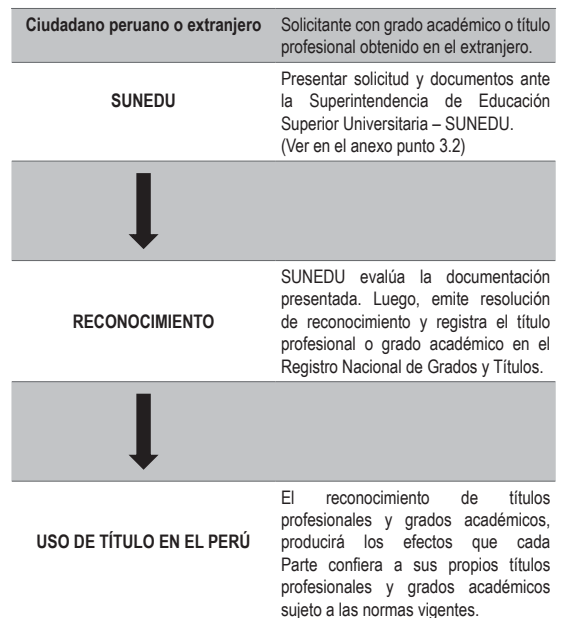 Ciudadano peruano o extranjero
Solicitante con grado académico o título
profesional obtenido en el extranjero.
SUNEDU
Presentar solicitud y documentos ante
la Superintendencia de Educación
Superior Universitaria – SUNEDU.
(Ver en el anexo punto 3.2)
RECONOCIMIENTO
SUNEDU evalúa la documentación
presentada. Luego, emite resolución
de reconocimiento y registra el título
profesional o grado académico en el
Registro Nacional de Grados y Títulos.
USO DE TÍTULO EN EL PERÚ
El reconocimiento de títulos
profesionales y grados académicos,
producirá los efectos que cada
Parte confiera a sus propios títulos
profesionales y grados académicos
sujeto a las normas vigentes.